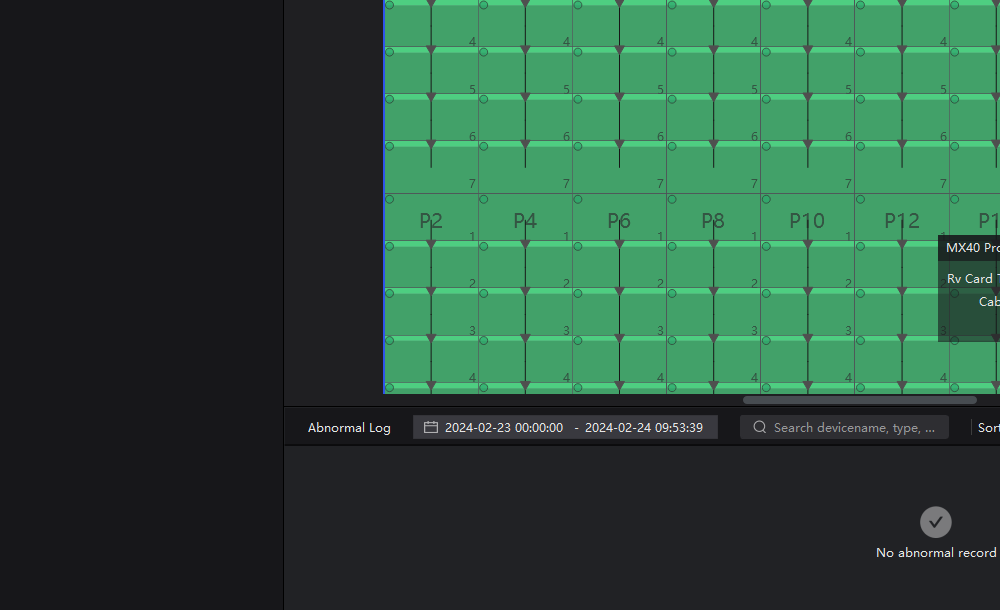 4 4 4 4 4 4
5 5 5 5 5 5
6 6 6 6 6 6
7 7 7 7 7 7
P2 P4 P6 P8 P10 P12
1 1 1 1 1 1
MX40 Pro
2 2 2 2 2
Rv Card
3 3 3 3 3 3
4 4 4 4 4 4
Abnormal Log
2024-02-23 00:00:00 - 2024-02-24 09:53:39
Search devicename, type, ...
Sort
No abnormal record